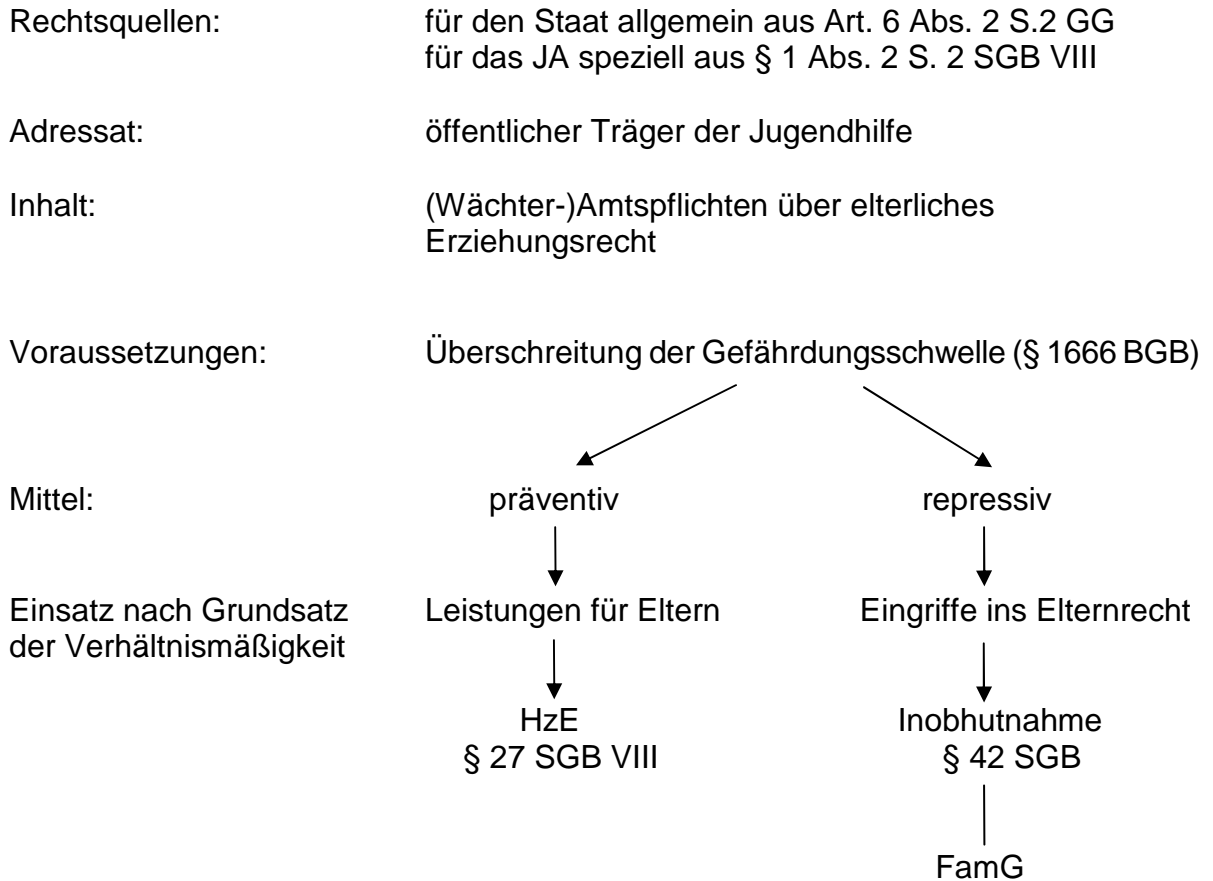 Rechtsquellen: für den Staat allgemein aus Art. 6 Abs. 2 S.2 GG
für das JA speziell aus § 1 Abs. 2 S. 2 SGB VIII
Adressat: öffentlicher Träger der Jugendhilfe
Inhalt: (Wächter-)Amtspflichten über elterliches
Erziehungsrecht
Voraussetzungen: Überschreitung der Gefährdungsschwelle (§ 1666 BGB)
Mittel: präventiv repressiv
Einsatz nach Grundsatz Leistungen für Eltern Eingriffe ins Elternrecht
der Verhältnismäßigkeit
HzE Inobhutnahme
§ 27 SGB VIII § 42 SGB
FamG